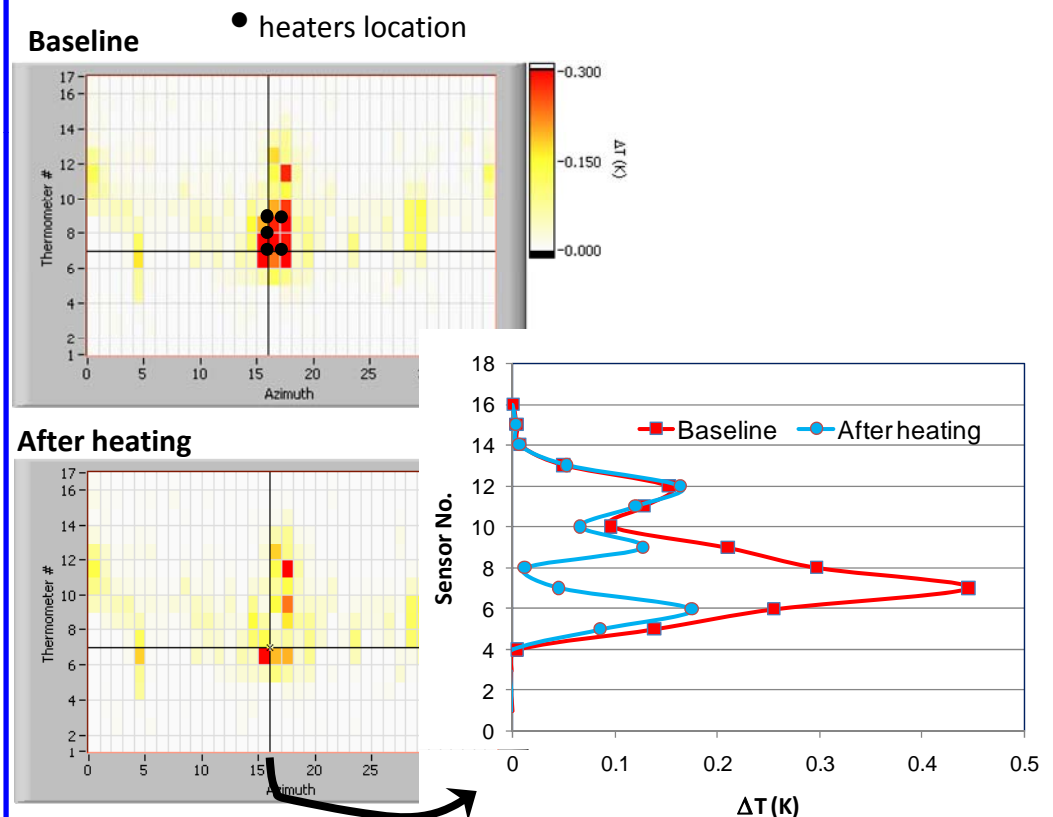 ● heaters location
Baseline
17
16
14
12
10
8
6
4
2
1
Thermometer #
0 5 10 15 20 25
Azimuth
0.300
0.150
0.000
ΔT (K)
After heating
17
16
14
12
10
8
6
4
2
1
Thermometer #
0 5 10 15 20 25
Azimuth
18
16
14
12
10
8
6
4
2
0
Sensor No.
Baseline After heating
0 0.1 0.2 0.3 0.4 0.5
ΔT (K)